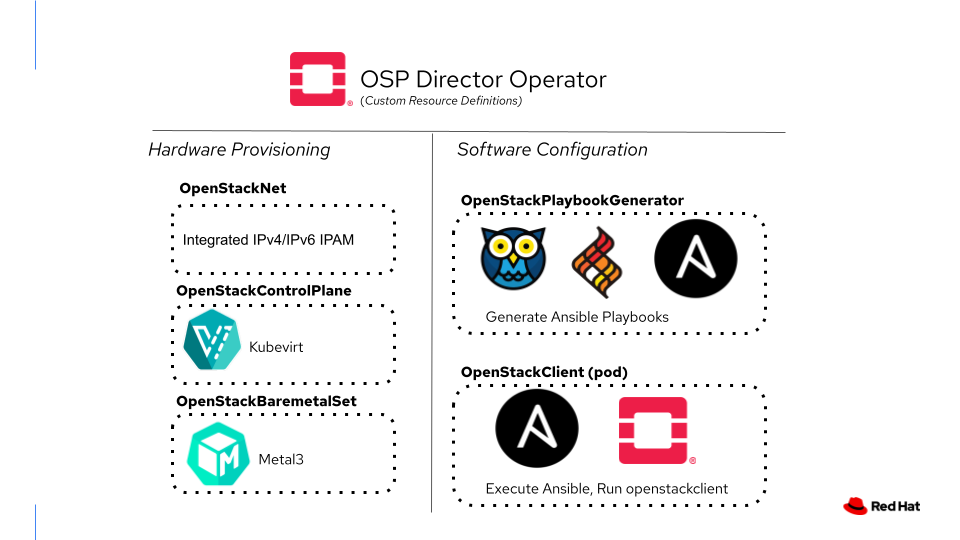 OSP Director Operator
(Custom Resource Definitions)
Hardware Provisioning
OpenStackNet
Integrated IPv4/IPv6 IPAM
OpenStackControlPlane
Kubevirt
OpenStackBaremetalSet
Metal3
Software Configuration
OpenStackPlaybookGenerator
Generate Ansible Playbooks
OpenStackClient (pod)
Execute Ansible, Run openstackclient
Red Hat